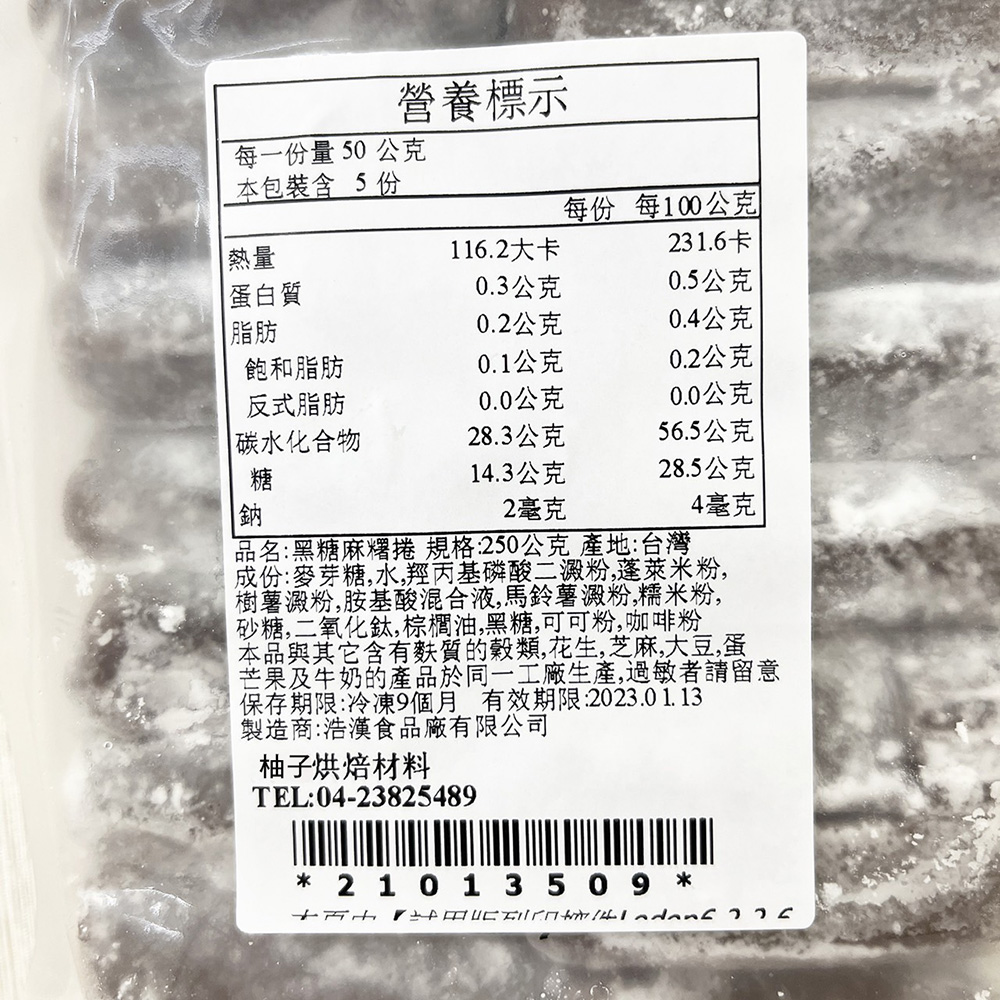 營養標示
每一份量 50 公克
本包裝含 5 份
每份 每100公克
熱量 116.2大卡 231.6卡
蛋白質 0.3公克 0.5公克
脂肪 0.2公克 0.4公克
飽和脂肪 0.1公克 0.2公克
反式脂肪 0.0公克 0.0公克
碳水化合物 28.3公克 56.5公克
糖 14.3公克 28.5公克
鈉 2毫克 4毫克
品名:黑糖麻糬捲 規格:250公克 產地:台灣
成份:麥芽糖,水,羥丙基磷酸二澱粉,蓬萊米粉,
樹薯澱粉,胺基酸混合液,馬鈴薯澱粉,糯米粉,
砂糖,二氧化鈦,棕櫚油,黑糖,可可粉,咖啡粉
本品與其它含有麩質的穀類,花生,芝麻,大豆,蛋
芒果及牛奶的產品於同一工廠生產,過敏者請留意
保存期限:冷凍9個月 有效期限:2023.01.13
製造商:浩漢食品廠有限公司
柚子烘焙材料
TEL:04-23825489
*21013509*